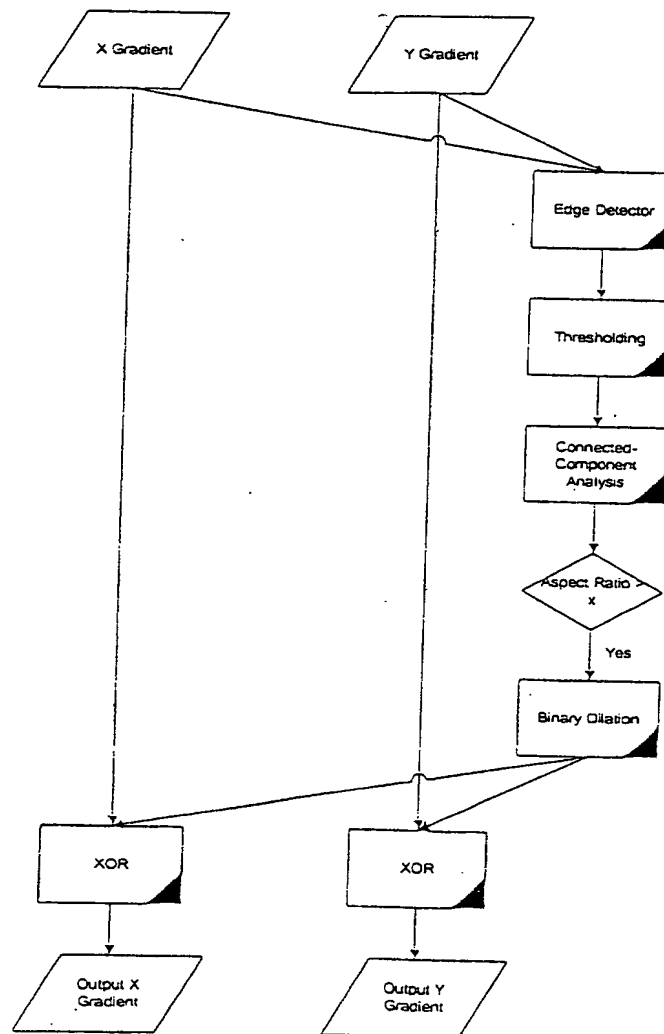 X Gradient
Y Gradient
Edge Detector
Thresholding
Connected-
Component
Analysis
Aspect Ratio >
x
Yes
Binary Dilation
XOR
XOR
Output X
Gradient
Output Y
Gradient